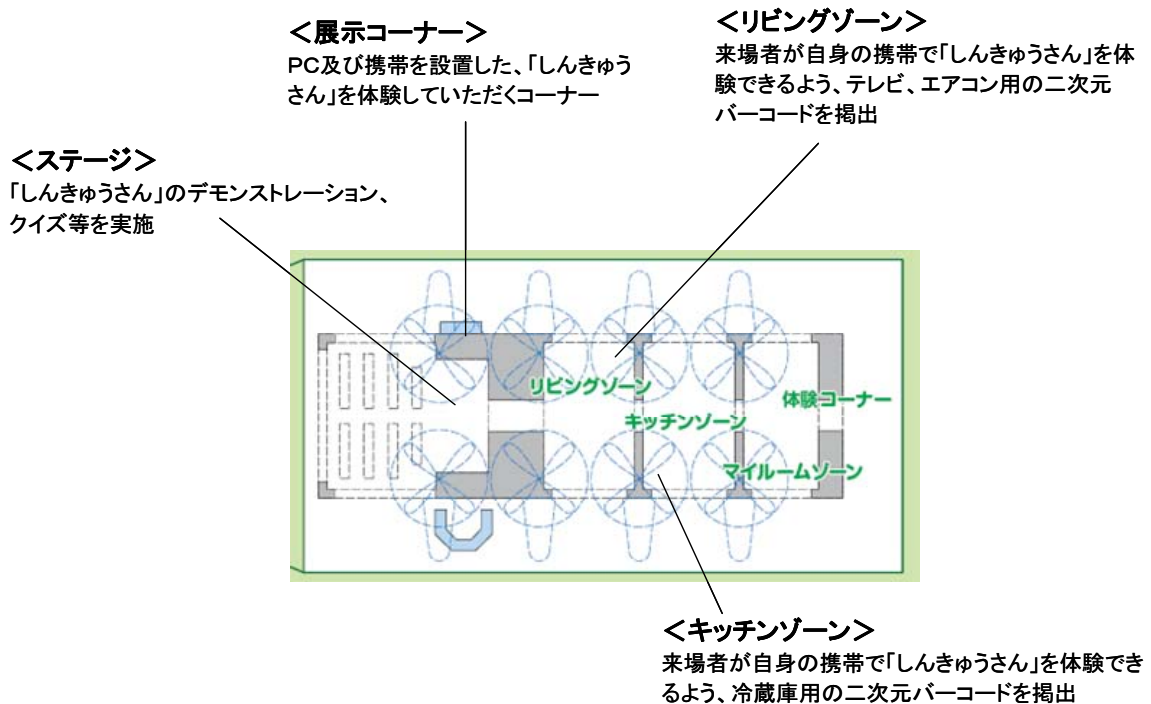 ＜展示コーナー＞
PC及び携帯を設置した、「しんきゅう
さん」を体験していただくコーナー
＜リビングゾーン＞
来場者が自身の携帯で「しんきゅうさん」を体
験できるよう、テレビ、エアコン用の二次元
バーコードを掲出
＜ステージ＞
「しんきゅうさん」のデモンストレーション、
クイズ等を実施
リビングゾーン
体験コーナー
キッチンゾーン
マイルームゾーン
＜キッチンゾーン＞
来場者が自身の携帯で「しんきゅうさん」を体験でき
るよう、冷蔵庫用の二次元バーコードを掲出